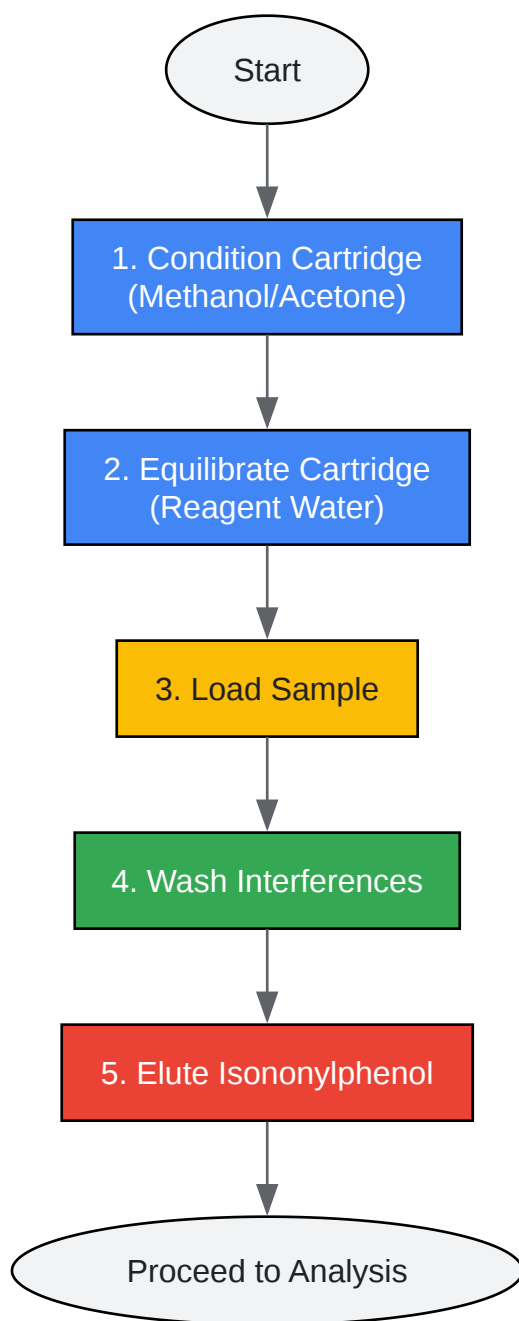 Start
1. Condition Cartridge
(Methanol/Acetone)
2. Equilibrate Cartridge
(Reagent Water)
3. Load Sample
4. Wash Interferences
5. Elute Isononylphenol
Proceed to Analysis